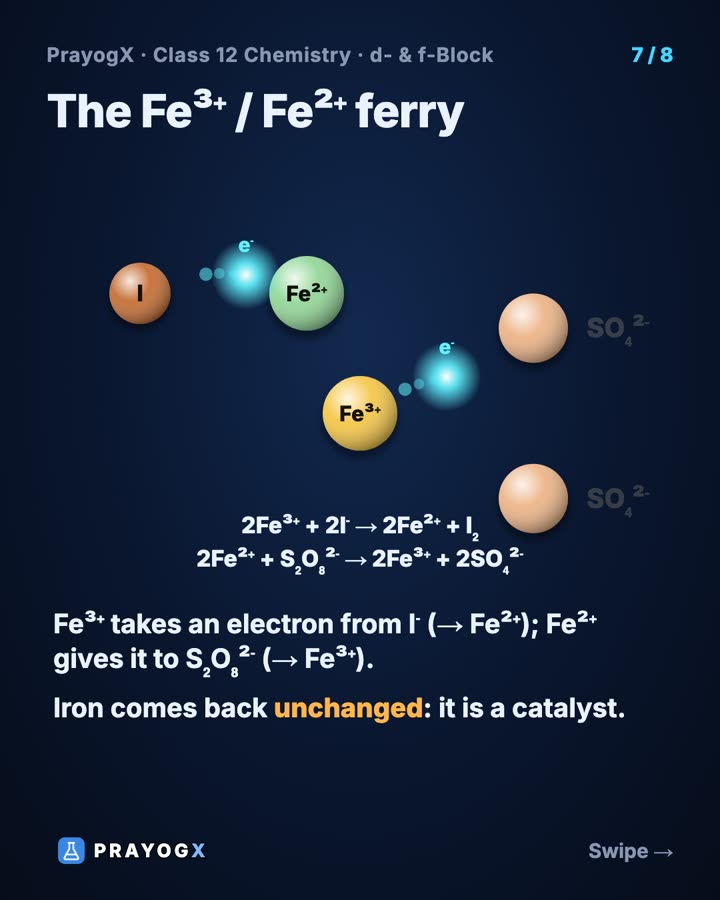 PrayogX · Class 12 Chemistry · d- & f-Block
7 / 8
The Fe³⁺ / Fe²⁺ ferry
e⁻
I
Fe²⁺
SO₄²⁻
e⁻
Fe³⁺
SO₄²⁻
2Fe³⁺ + 2I⁻ → 2Fe²⁺ + I₂
2Fe²⁺ + S₂O₈²⁻ → 2Fe³⁺ + 2SO₄²⁻
Fe³⁺ takes an electron from I⁻ (→ Fe²⁺); Fe²⁺
gives it to S₂O₈²⁻ (→ Fe³⁺).
Iron comes back unchanged: it is a catalyst.
PRAYOGX
Swipe →